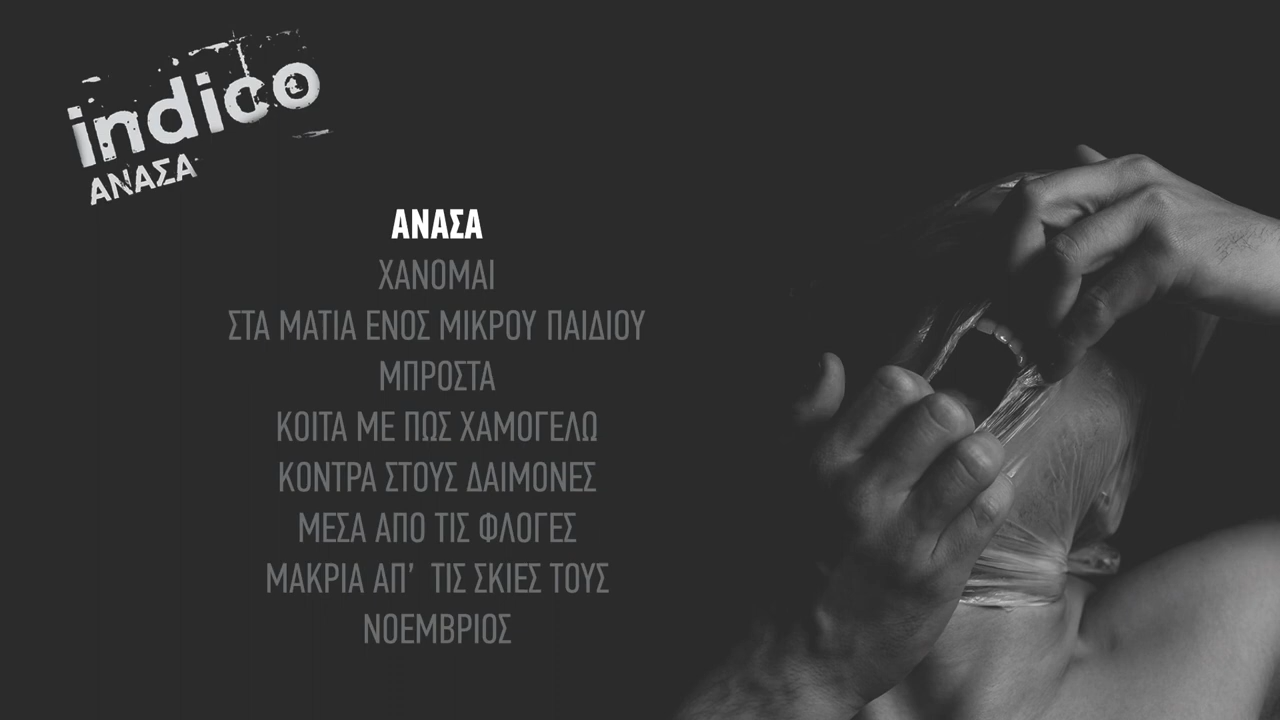 indico
ΑΝΑΣΑ
ΑΝΑΣΑ
ΧΑΝΟΜΑΙ
ΣΤΑ ΜΑΤΙΑ ΕΝΟΣ ΜΙΚΡΟΥ ΠΑΙΔΙΟΥ
ΜΠΡΟΣΤΑ
ΚΟΙΤΑ ΜΕ ΠΩΣ ΧΑΜΟΓΕΛΩ
ΚΟΝΤΡΑ ΣΤΟΥΣ ΔΑΙΜΟΝΕΣ
ΜΕΣΑ ΑΠΟ ΤΙΣ ΦΛΟΓΕΣ
ΜΑΚΡΙΑ ΑΠ’ ΤΙΣ ΣΚΙΕΣ ΤΟΥΣ
ΝΟΕΜΒΡΙΟΣ